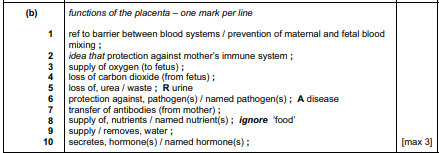 (b) functions of the placenta – one mark per line
1 ref to barrier between blood systems / prevention of maternal and fetal blood
mixing ;
2 idea that protection against mother's immune system ;
3 supply of oxygen (to fetus) ;
4 loss of carbon dioxide (from fetus) ;
5 loss of, urea / waste ; R urine
6 protection against, pathogen(s) / named pathogen(s) ; A disease
7 transfer of antibodies (from mother) ;
8 supply of, nutrients / named nutrient(s) ; ignore 'food'
9 supply / removes, water ;
10 secretes, hormone(s) / named hormone(s) ; [max 3]